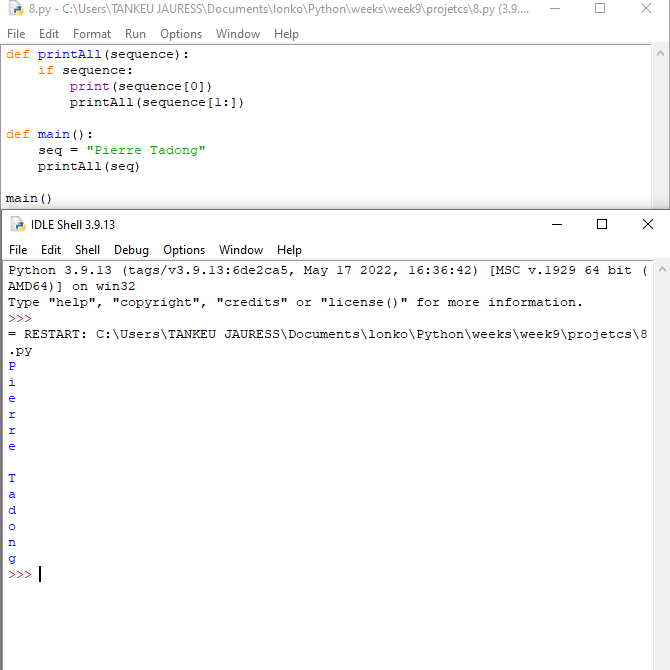 8.py - C:\Users\TANKEU JAURESS\Documents\lonko\Python\weeks\week9\projetcs\8.py (3.9....
File Edit Format Run Options Window Help
def printAll(sequence):
    if sequence:
        print(sequence[0])
        printAll(sequence[1:])
def main():
    seq = "Pierre Tadong"
    printAll(seq)
main()
IDLE Shell 3.9.13
File Edit Shell Debug Options Window Help
Python 3.9.13 (tags/v3.9.13:6de2ca5, May 17 2022, 16:36:42) [MSC v.1929 64 bit (
AMD64)] on win32
Type "help", "copyright", "credits" or "license()" for more information.
>>>
= RESTART: C:\Users\TANKEU JAURESS\Documents\lonko\Python\weeks\week9\projetcs\8
.py
P
i
e
r
r
e
T
a
d
o
n
g
>>>